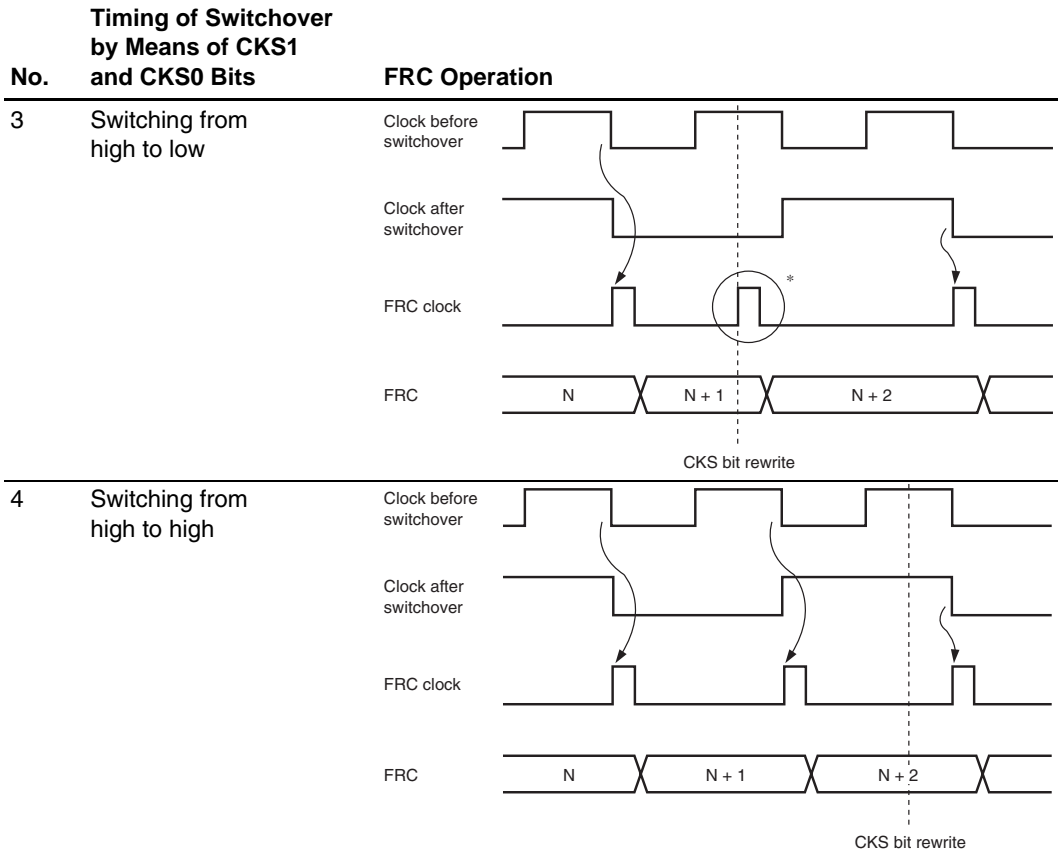 Timing of Switchover
by Means of CKS1
No. and CKS0 Bits FRC Operation
3 Switching from
high to low
Clock before
switchover
Clock after
switchover
FRC clock
*
FRC
N N + 1 N + 2
CKS bit rewrite
4 Switching from
high to high
Clock before
switchover
Clock after
switchover
FRC clock
FRC
N N + 1 N + 2
CKS bit rewrite